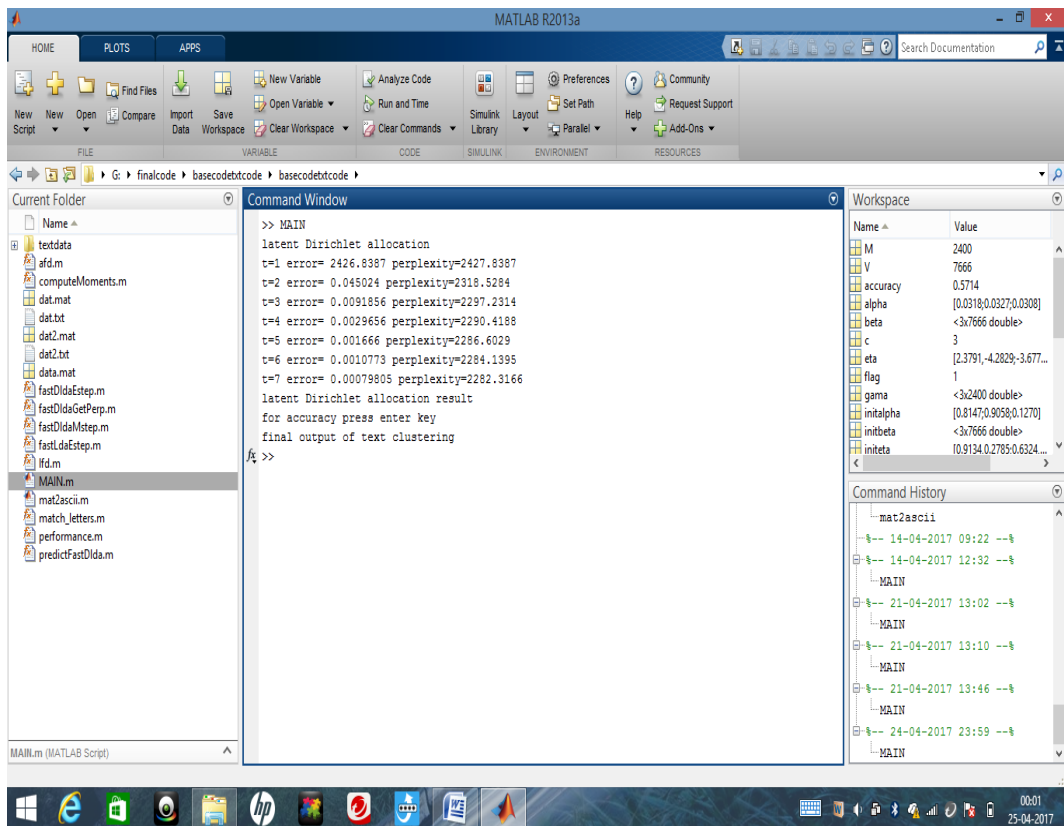 MATLAB R2013a
HOME PLOTS APPS
Search Documentation
New Script
New
Open
Find Files
Compare
Import Data
Save Workspace
New Variable
Open Variable
Clear Workspace
Analyze Code
Run and Time
Clear Commands
Simulink Library
Layout
Preferences
Set Path
Parallel
Help
Community
Request Support
Add-Ons
FILE VARIABLE CODE SIMULINK ENVIRONMENT RESOURCES
G: finalcode basecodetxtcode basecodetxtcode
Current Folder
Name
textdata
afd.m
computeMoments.m
dat.mat
dat.txt
dat2.mat
dat2.txt
data.mat
fastDldaEstep.m
fastDldaGetPerp.m
fastDldaMstep.m
fastLdaEstep.m
lfd.m
MAIN.m
mat2ascii.m
match_letters.m
performance.m
predictFastDlda.m
MAIN.m (MATLAB Script)
Command Window
>> MAIN
latent Dirichlet allocation
t=1 error= 2426.8387 perplexity=2427.8387
t=2 error= 0.045024 perplexity=2318.5284
t=3 error= 0.0091856 perplexity=2297.2314
t=4 error= 0.0029656 perplexity=2290.4188
t=5 error= 0.001666 perplexity=2286.6029
t=6 error= 0.0010773 perplexity=2284.1395
t=7 error= 0.00079805 perplexity=2282.3166
latent Dirichlet allocation result
for accuracy press enter key
final output of text clustering
fx >>
Workspace
Name Value
M 2400
V 7666
accuracy 0.5714
alpha [0.0318;0.0327;0.0308]
beta <3x7666 double>
c 3
eta [2.3791,-4.2829;-3.677...
flag 1
gama <3x2400 double>
initalpha [0.8147;0.9058;0.1270]
initbeta <3x7666 double>
initeta [0.9134,0.2785;0.6324,...
Command History
mat2ascii
%-- 14-04-2017 09:22 --%
%-- 14-04-2017 12:32 --%
MAIN
%-- 21-04-2017 13:02 --%
MAIN
%-- 21-04-2017 13:10 --%
MAIN
%-- 21-04-2017 13:46 --%
MAIN
%-- 24-04-2017 23:59 --%
MAIN
hp
00:01
25-04-2017